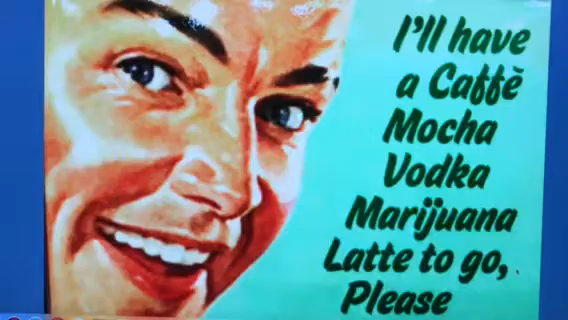 I'll have
a Caffè
Mocha
Vodka
Marijuana
Latte to go,
Please